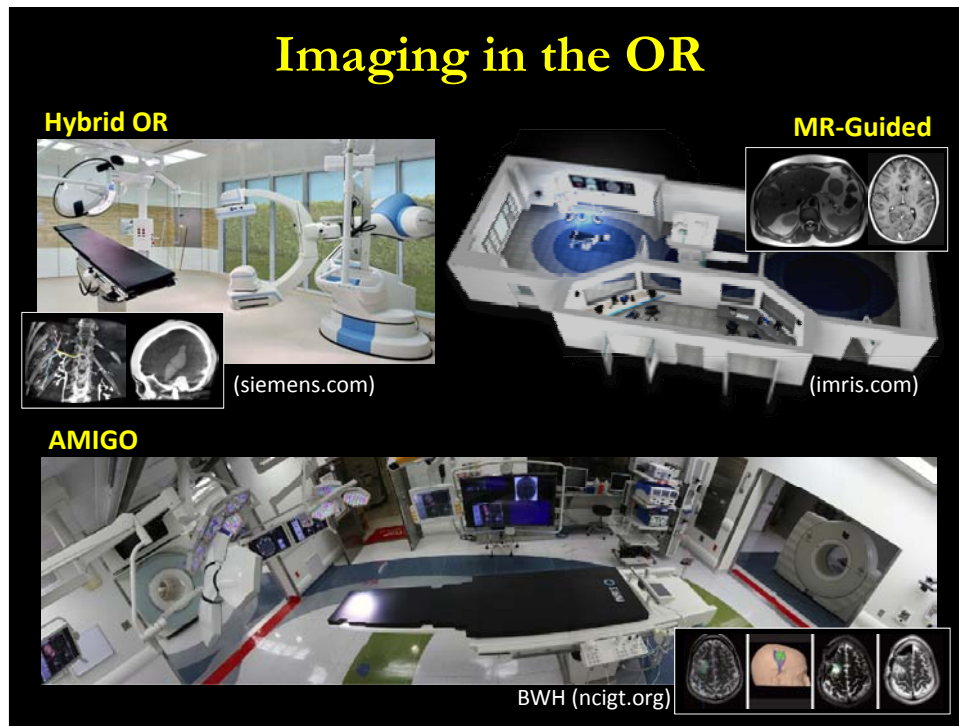 Imaging in the OR
Hybrid OR
MR-Guided
(siemens.com)
(imris.com)
AMIGO
BWH (ncigt.org)